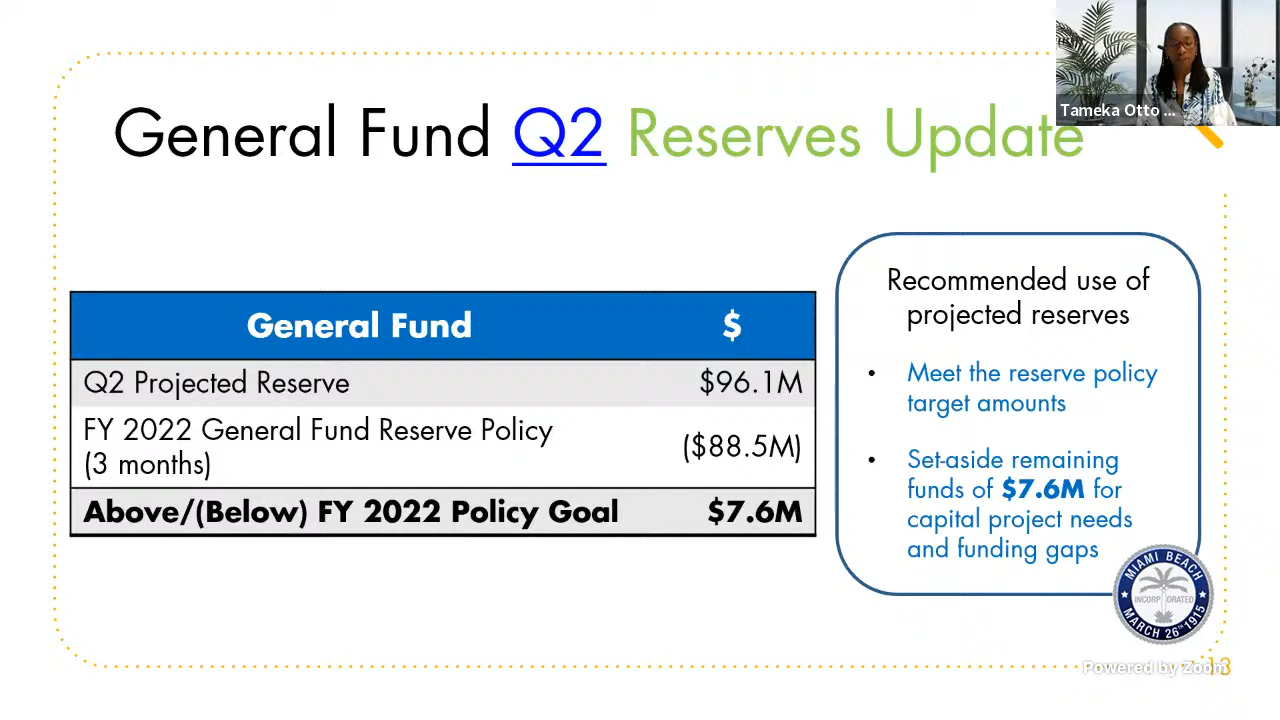 Tameka Otto ...
General Fund Q2 Reserves Update
General Fund $
Q2 Projected Reserve $96.1M
FY 2022 General Fund Reserve Policy
(3 months) ($88.5M)
Above/(Below) FY 2022 Policy Goal $7.6M
Recommended use of
projected reserves
• Meet the reserve policy
target amounts
• Set-aside remaining
funds of $7.6M for
capital project needs
and funding gaps
MIAMI BEACH
INCORPORATED
MARCH 26TH 1915
Powered by Zoom
13